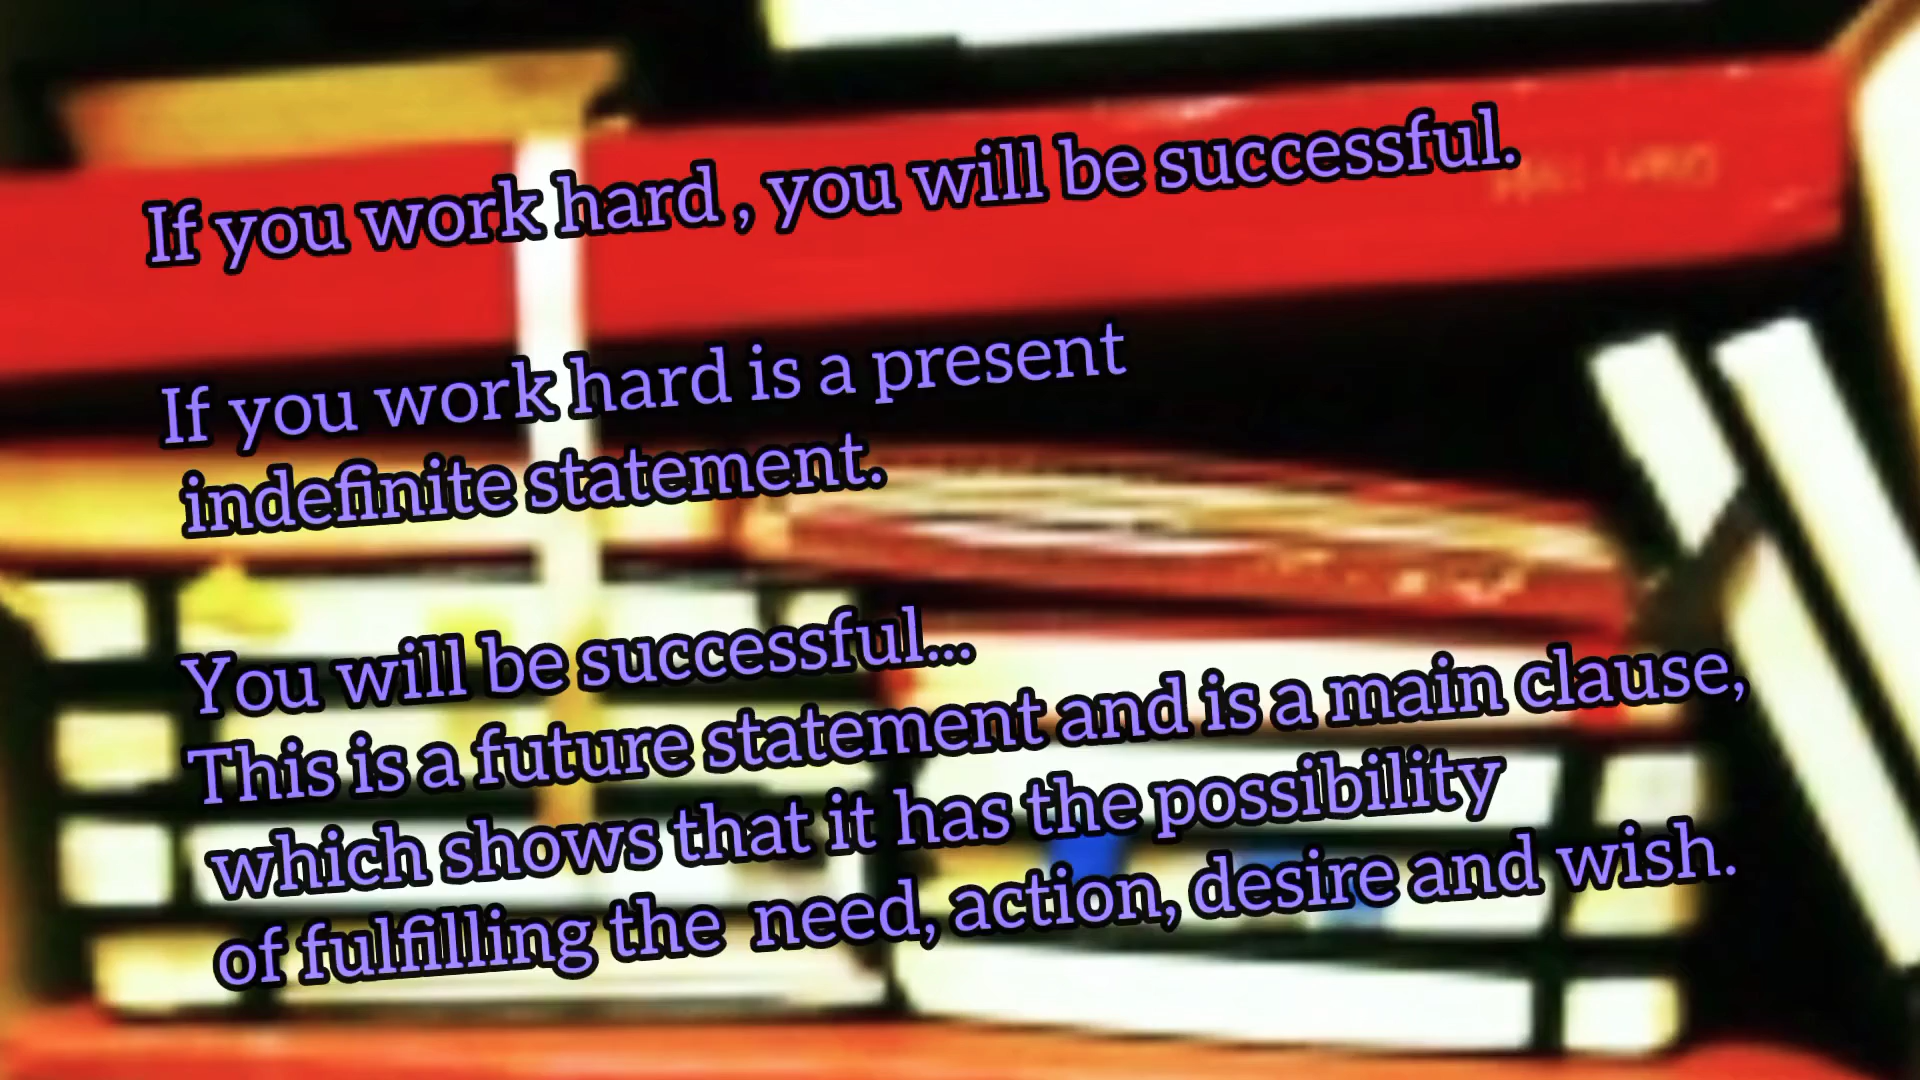 If you work hard , you will be successful.
If you work hard is a present
indefinite statement.
You will be successful...
This is a future statement and is a main clause,
which shows that it has the possibility
of fulfilling the need, action, desire and wish.